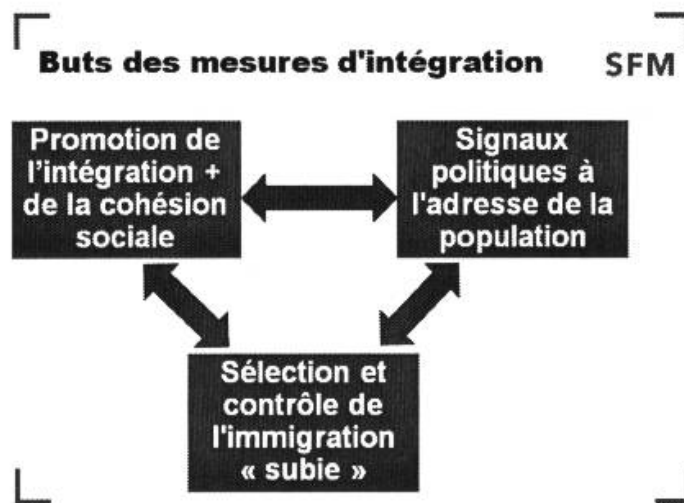 Buts des mesures d'intégration
SFM
Promotion de
l'intégration +
de la cohésion
sociale
Signaux
politiques à
l'adresse de la
population
Sélection et
contrôle de
l'immigration
« subie »